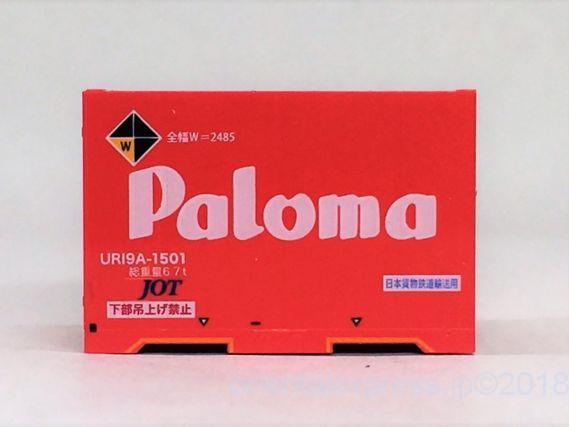 W
全幅W=2485
Paloma
URI9A-1501
総重量6.7t
JOT
日本貨物鉄道輸送用
下部吊上げ禁止